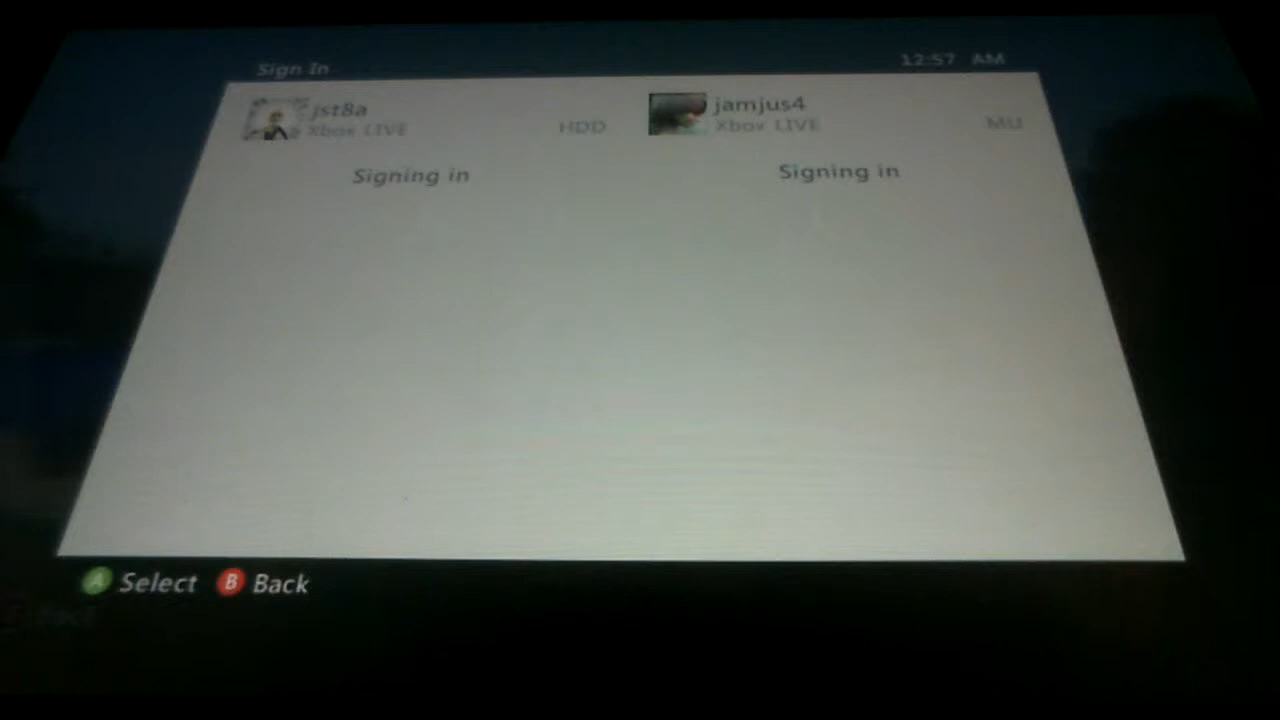 Sign In
12:57 AM
jst8a
Xbox LIVE
HDD
Signing in
jamjus4
Xbox LIVE
MU
Signing in
A Select B Back